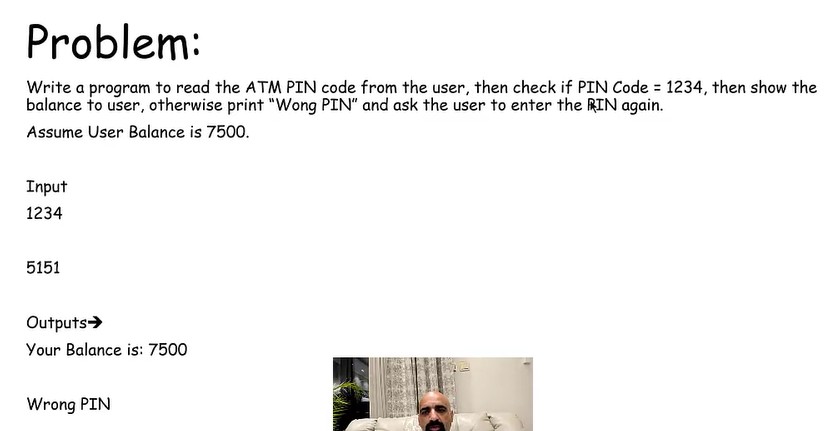 Problem:
Write a program to read the ATM PIN code from the user, then check if PIN Code = 1234, then show the
balance to user, otherwise print “Wong PIN” and ask the user to enter the PIN again.
Assume User Balance is 7500.
Input
1234
5151
Outputs➔
Your Balance is: 7500
Wrong PIN